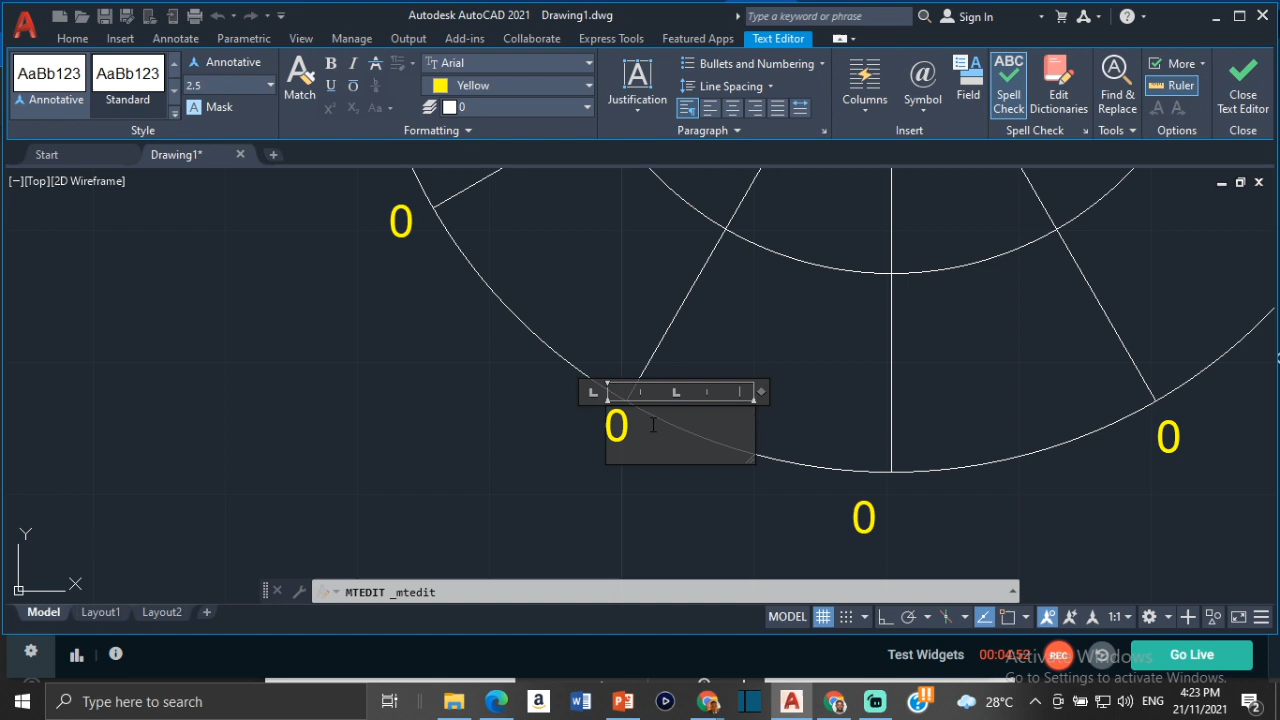 Autodesk AutoCAD 2021 Drawing1.dwg
Type a keyword or phrase
Sign In
Home Insert Annotate Parametric View Manage Output Add-ins Collaborate Express Tools Featured Apps Text Editor
AaBb123 AaBb123
Annotative Standard
Annotative
2.5
Mask
Style
Match
B I A
U O
Aa
Arial
Yellow
0
Formatting
Justification
Bullets and Numbering
Line Spacing
Paragraph
Columns
@
Symbol
Field
Insert
ABC
Spell
Check
Edit
Dictionaries
Spell Check
Find &
Replace
Tools
More
Ruler
Options
Close
Text Editor
Close
Start Drawing1*
[−][Top][2D Wireframe]
0
0
0
0
Y
X
MTEDIT _mtedit
Model Layout1 Layout2
MODEL
1:1
Test Widgets 00:04:52 REC Go Live
Activate Windows
Go to Settings to activate Windows.
Type here to search
28°C
ENG
4:23 PM
21/11/2021
2